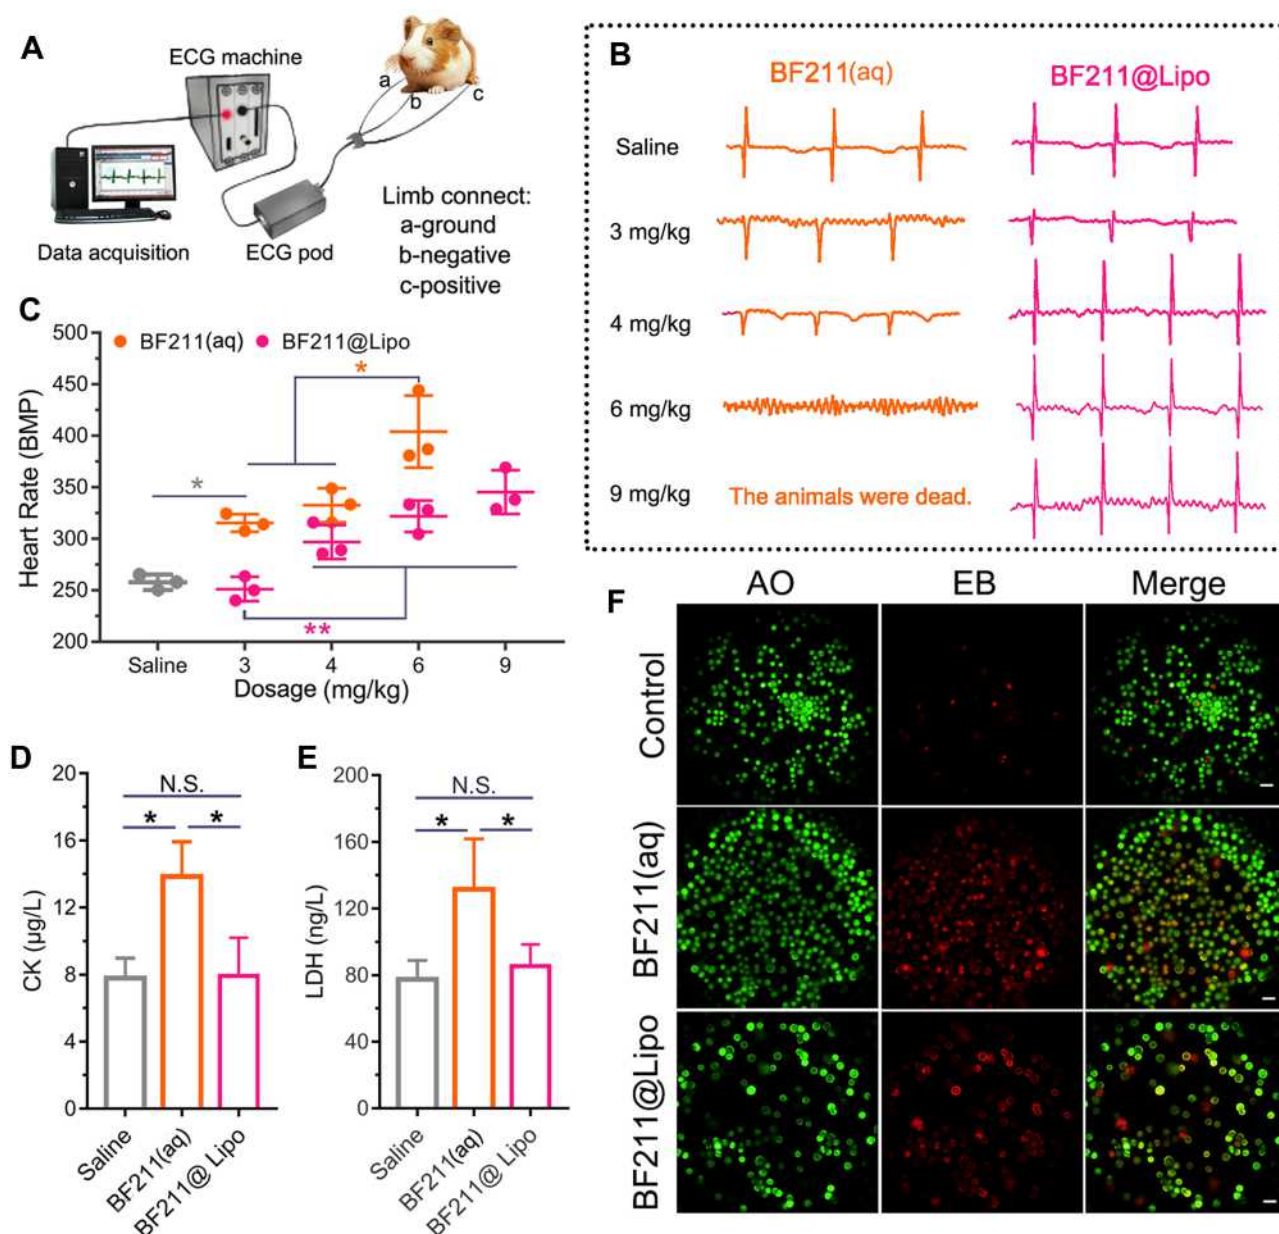 A
ECG machine
a
b
c
Data acquisition
ECG pod
Limb connect:
a-ground
b-negative
c-positive
B
BF211(aq)
BF211@Lipo
Saline
3 mg/kg
4 mg/kg
6 mg/kg
9 mg/kg
The animals were dead.
C
Heart Rate (BMP)
500
450
400
350
300
250
200
BF211(aq)
BF211@Lipo
*
*
**
Saline
3
4
6
9
Dosage (mg/kg)
D
CK (µg/L)
20
16
12
8
4
0
N.S.
*
*
Saline
BF211(aq)
BF211@ Lipo
E
LDH (ng/L)
200
160
120
80
40
0
N.S.
*
*
Saline
BF211(aq)
BF211@ Lipo
F
AO
EB
Merge
Control
BF211(aq)
BF211@Lipo